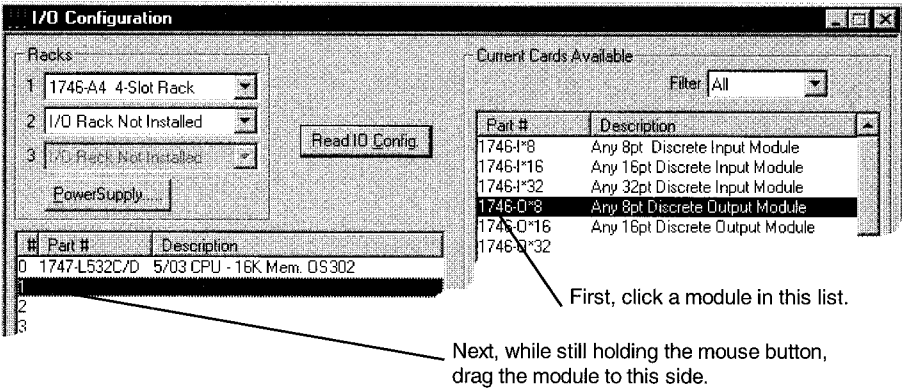 I/O Configuration
Racks
1 1746-A4 4-Slot Rack
2 I/O Rack Not Installed
3 I/O Rack Not Installed
PowerSupply.....
Read IO Config.
Current Cards Available
Filter All
Part # Description
1746-I*8 Any 8pt Discrete Input Module
1746-I*16 Any 16pt Discrete Input Module
1746-I*32 Any 32pt Discrete Input Module
1746-O*8 Any 8pt Discrete Output Module
1746-O*16 Any 16pt Discrete Output Module
1746-O*32
# Part # Description
0 1747-L532C/D 5/03 CPU - 16K Mem. OS302
1
2
3
First, click a module in this list.
Next, while still holding the mouse button,
drag the module to this side.